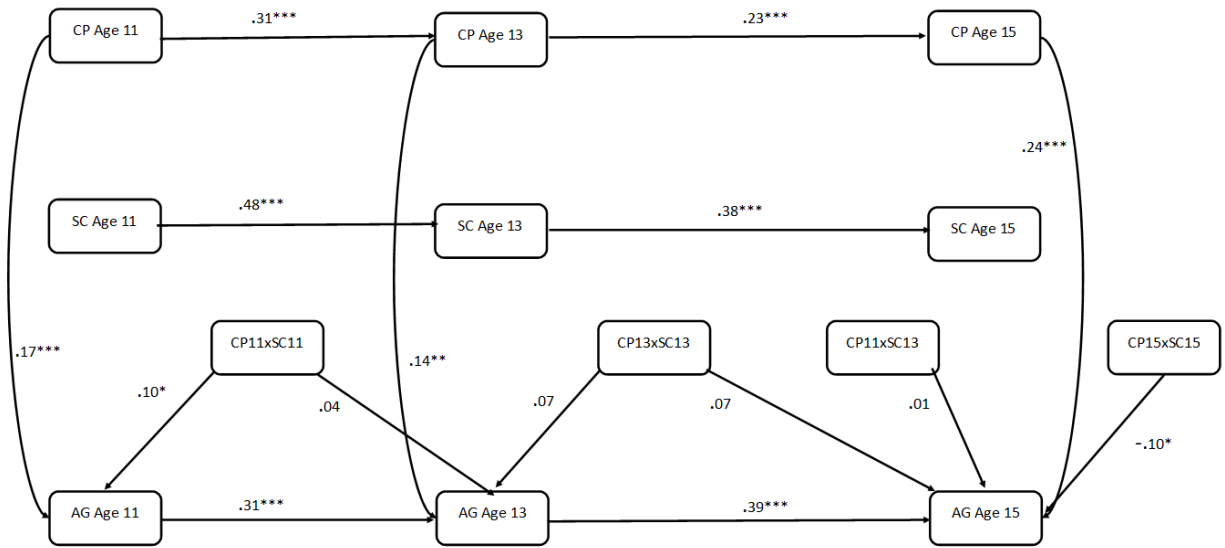 .31***
.23***
CP Age 11
CP Age 13
CP Age 15
.24***
.48***
.38***
SC Age 11
SC Age 13
SC Age 15
CP11xSC11
CP13xSC13
CP11xSC13
CP15xSC15
.17***
.14**
.10*
.04
.07
.07
.01
-.10*
.31***
.39***
AG Age 11
AG Age 13
AG Age 15